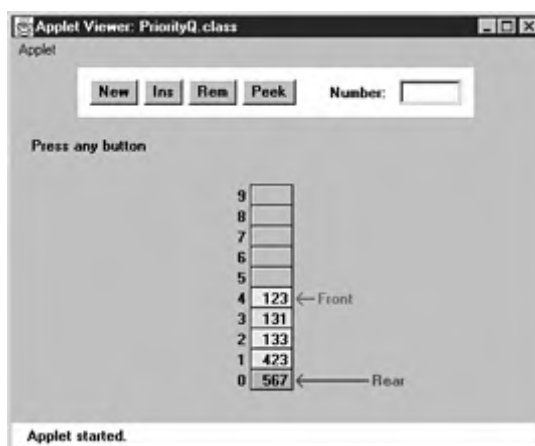 Applet Viewer: PriorityQ.class
Applet
New Ins Rem Peek Number:
Press any button
9
8
7
6
5
4 123 Front
3 131
2 133
1 423
0 567 Rear
Applet started.